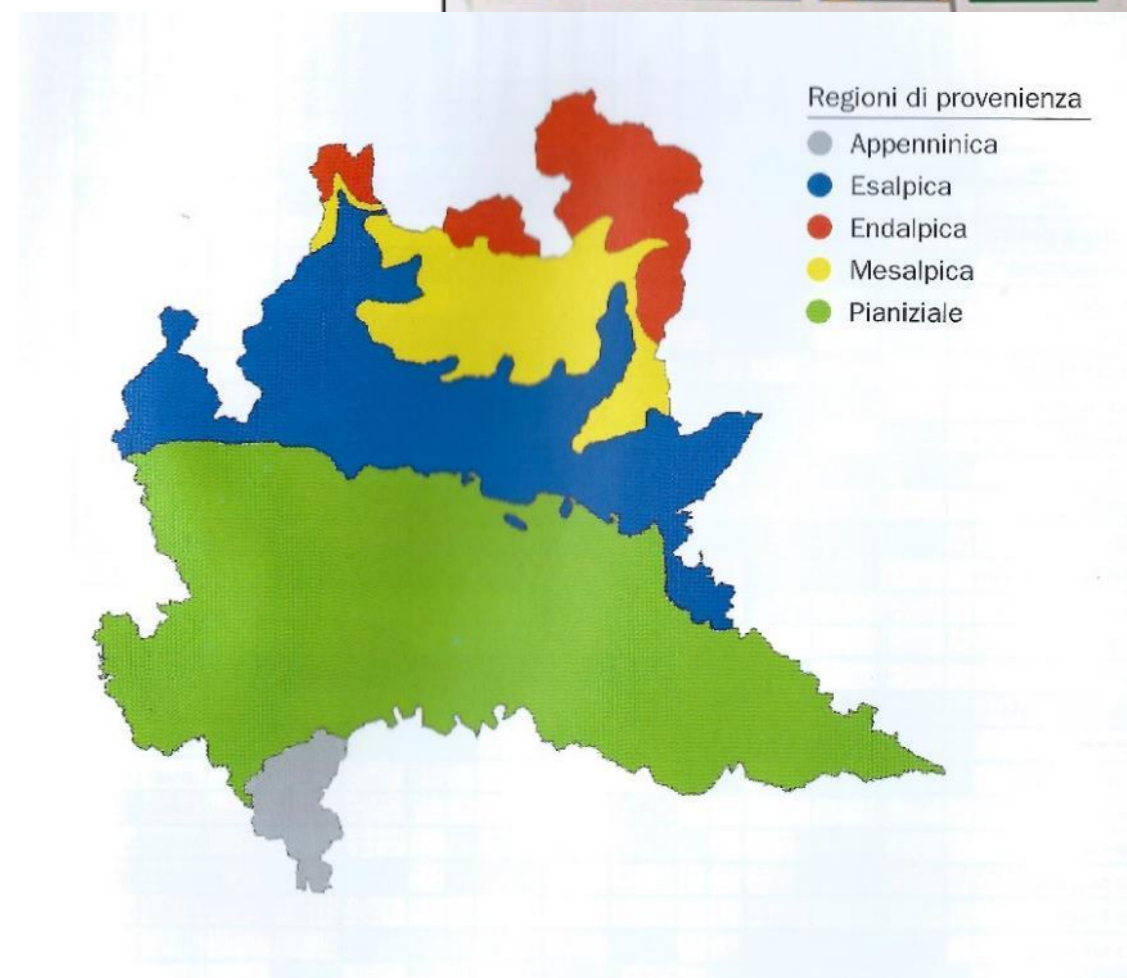 Regioni di provenienza
Appenninica
Esalpica
Endalpica
Mesalpica
Pianiziale